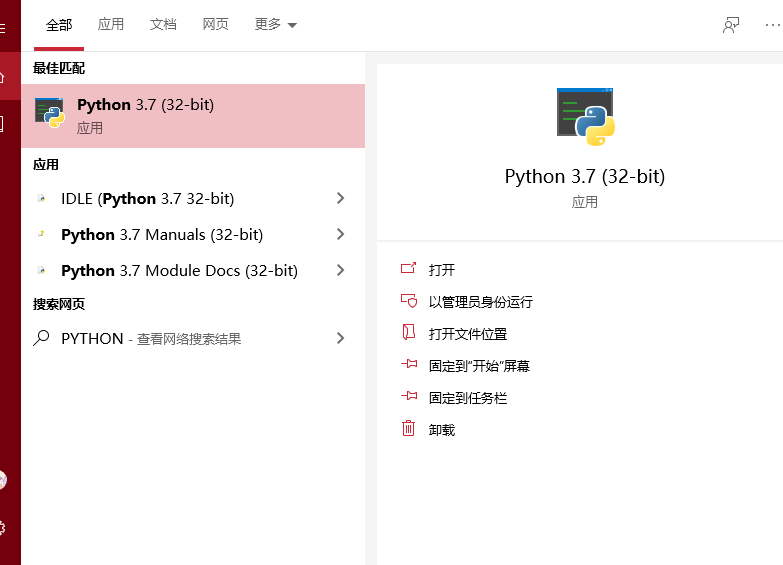 全部 应用 文档 网页 更多
最佳匹配
Python 3.7 (32-bit)
应用
应用
IDLE (Python 3.7 32-bit)
Python 3.7 Manuals (32-bit)
Python 3.7 Module Docs (32-bit)
搜索网页
PYTHON - 查看网络搜索结果
Python 3.7 (32-bit)
应用
打开
以管理员身份运行
打开文件位置
固定到"开始"屏幕
固定到任务栏
卸载